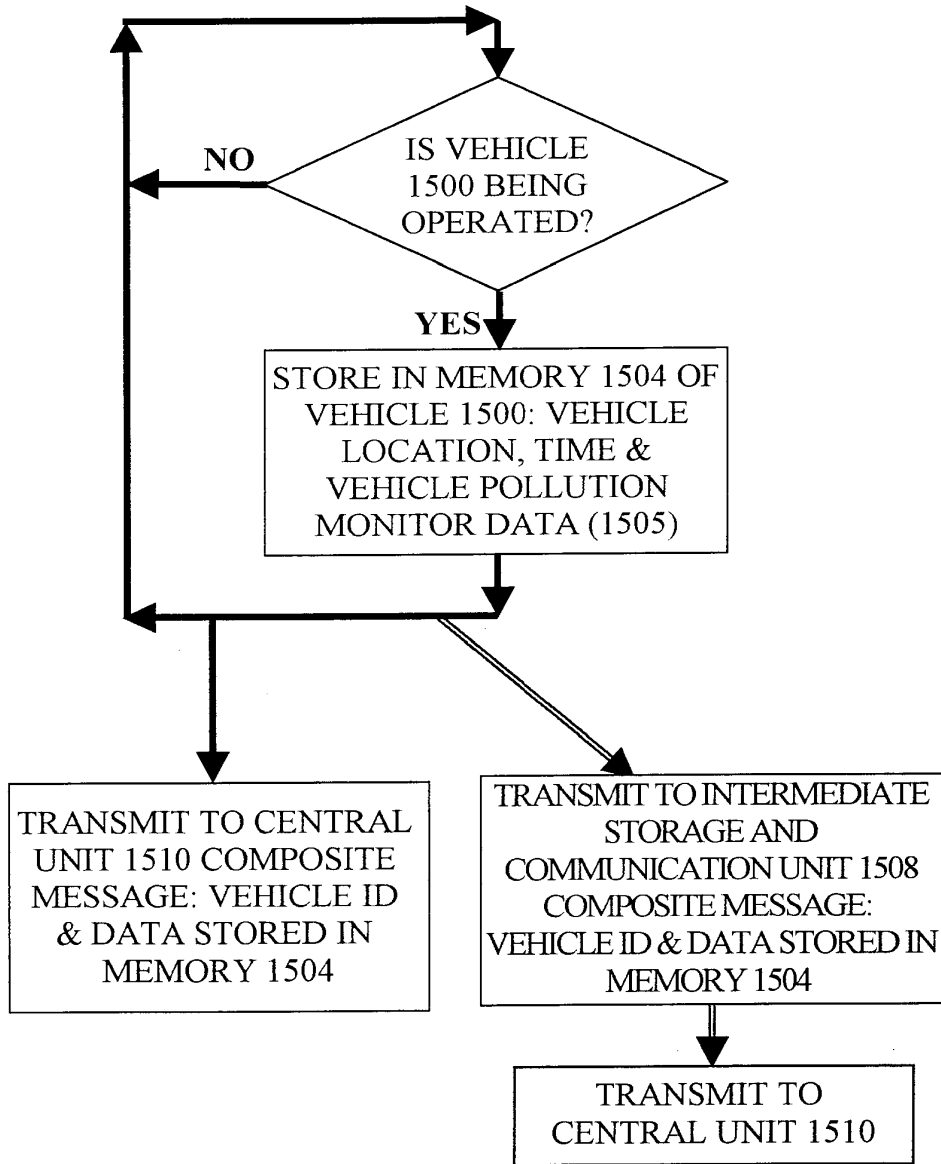 IS VEHICLE
1500 BEING
OPERATED?
NO
YES
STORE IN MEMORY 1504 OF
VEHICLE 1500: VEHICLE
LOCATION, TIME &
VEHICLE POLLUTION
MONITOR DATA (1505)
TRANSMIT TO CENTRAL
UNIT 1510 COMPOSITE
MESSAGE: VEHICLE ID
& DATA STORED IN
MEMORY 1504
TRANSMIT TO INTERMEDIATE
STORAGE AND
COMMUNICATION UNIT 1508
COMPOSITE MESSAGE:
VEHICLE ID & DATA STORED IN
MEMORY 1504
TRANSMIT TO
CENTRAL UNIT 1510